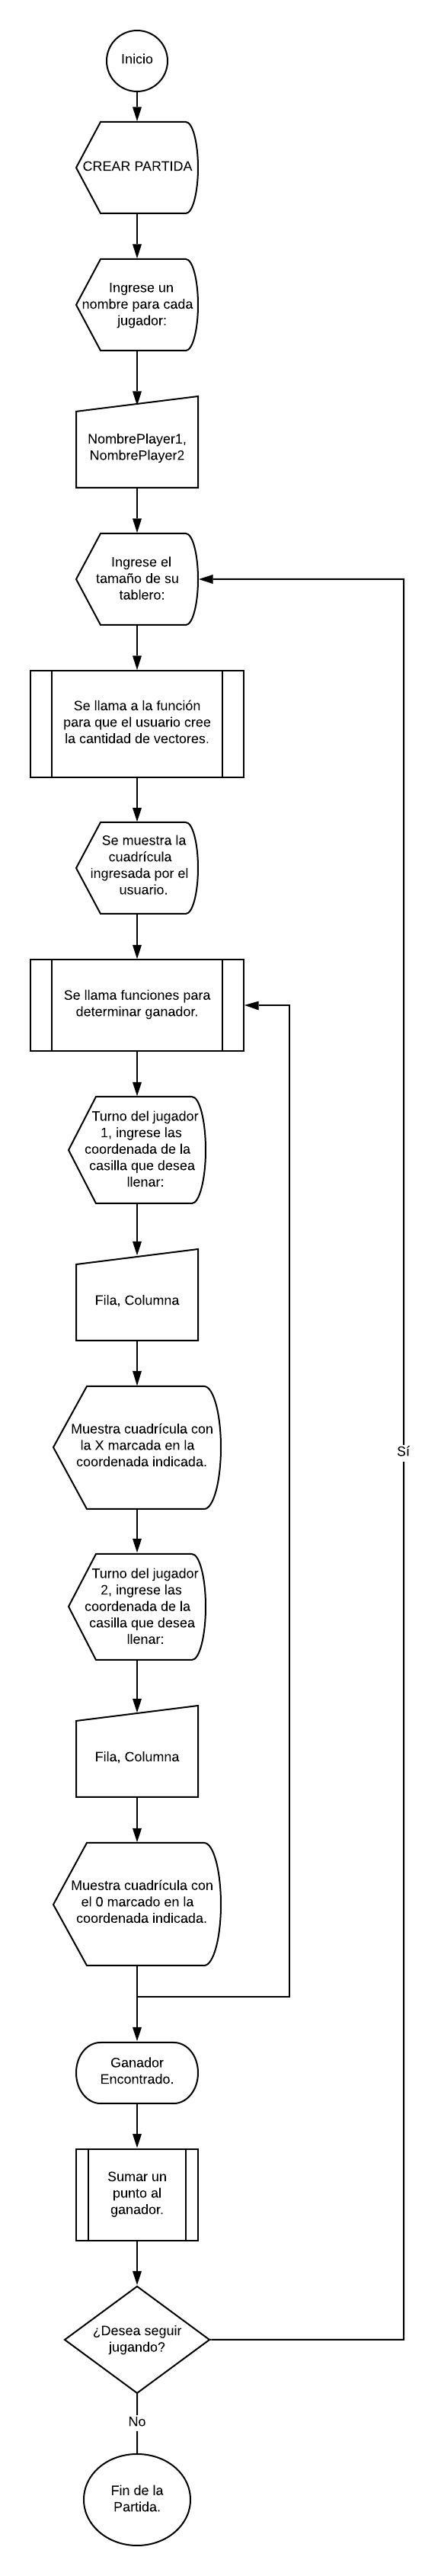 Inicio
CREAR PARTIDA
Ingrese un
nombre para cada
jugador:
NombrePlayer1,
NombrePlayer2
Ingrese el
tamaño de su
tablero:
Se llama a la función
para que el usuario cree
la cantidad de vectores.
Se muestra la
cuadrícula
ingresada por el
usuario.
Se llama funciones para
determinar ganador.
Turno del jugador
1, ingrese las
coordenada de la
casilla que desea
llenar:
Fila, Columna
Muestra cuadrícula con
la X marcada en la
coordenada indicada.
Sí
Turno del jugador
2, ingrese las
coordenada de la
casilla que desea
llenar:
Fila, Columna
Muestra cuadrícula con
el 0 marcado en la
coordenada indicada.
Ganador
Encontrado.
Sumar un
punto al
ganador.
¿Desea seguir
jugando?
No
Fin de la
Partida.